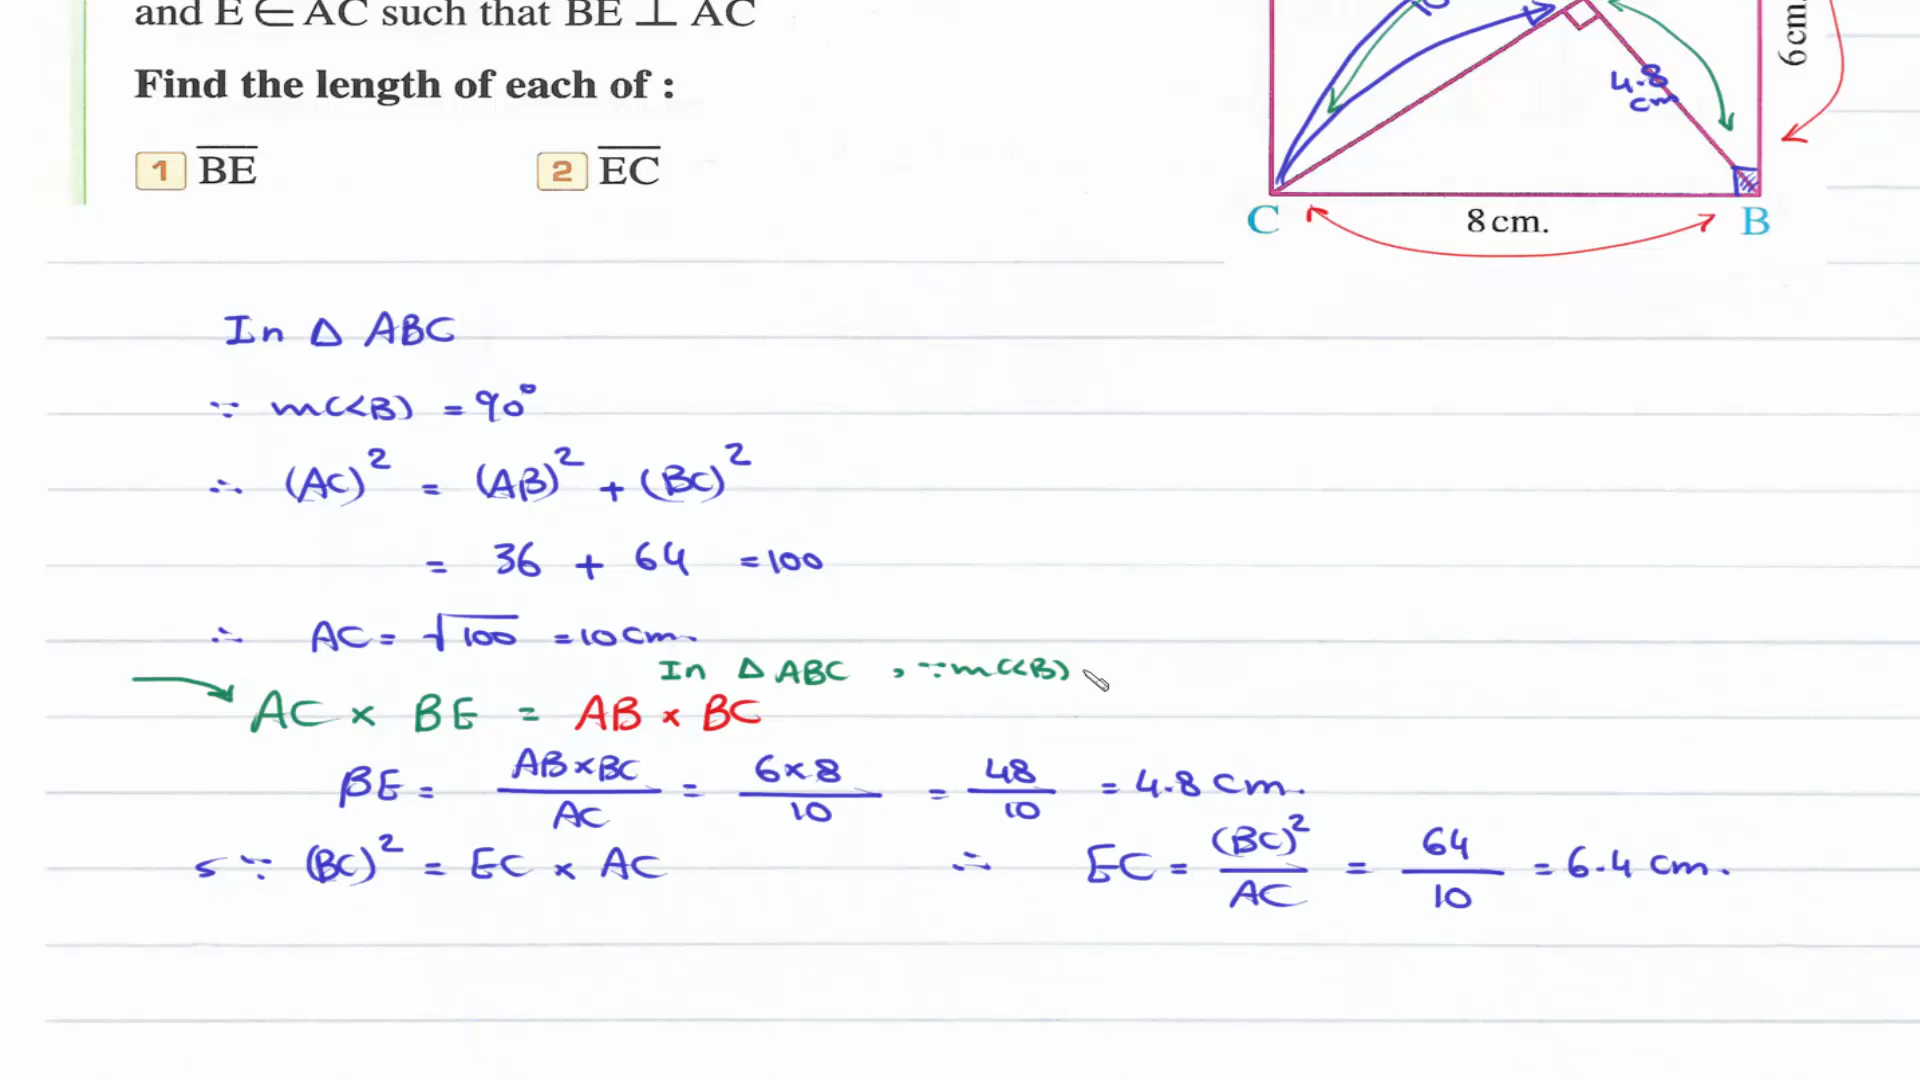 and E ∈ AC such that BE ⊥ AC
Find the length of each of :
1 BE 2 EC
6 cm.
4.8
cm
C 8 cm. B
In Δ ABC
∵ m(<B) = 90°
∴ (AC)² = (AB)² + (BC)²
= 36 + 64 = 100
∴ AC = √100 = 10 cm.
In Δ ABC , ∵ m(<B)
AC × BE = AB × BC
BE = AB×BC / AC = 6×8 / 10 = 48 / 10 = 4.8 cm.
, ∵ (BC)² = EC × AC ∴ EC = (BC)² / AC = 64 / 10 = 6.4 cm.